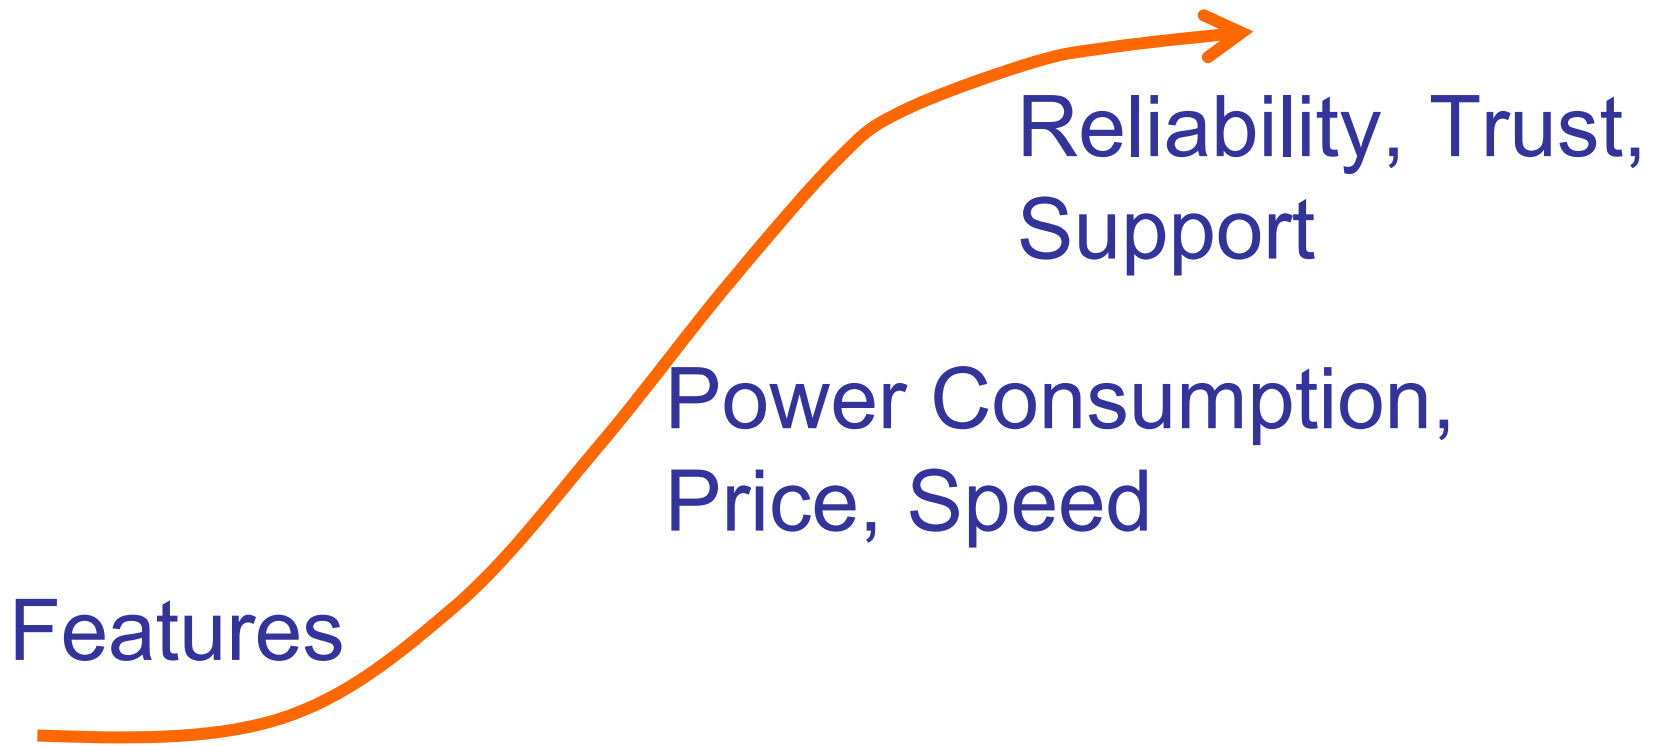 Reliability, Trust,
Support
Power Consumption,
Price, Speed
Features